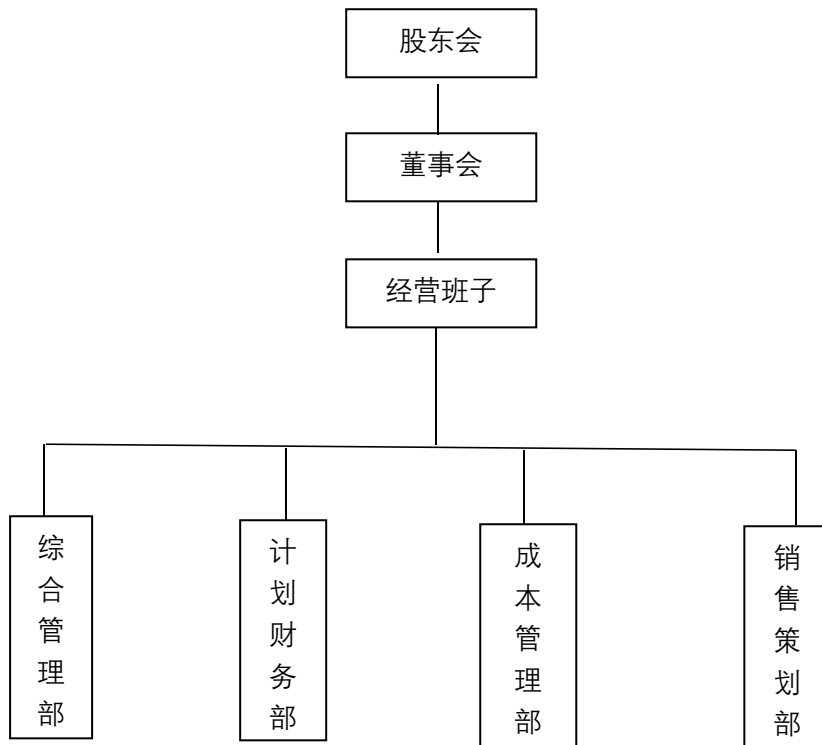 股东会
董事会
经营班子
综合管理部
计划财务部
成本管理部
销售策划部